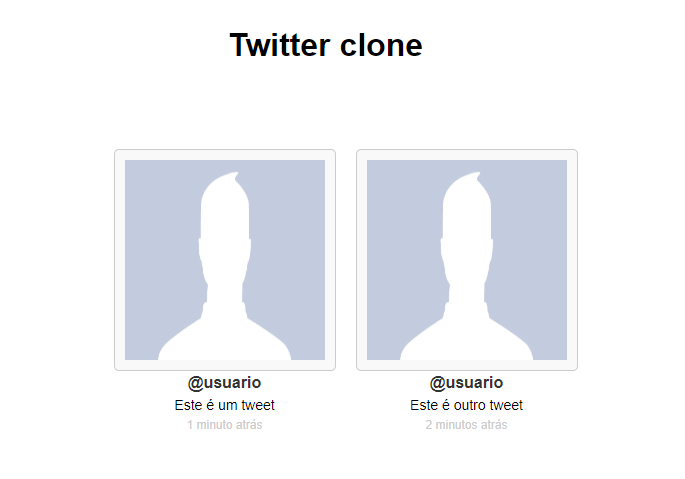 Twitter clone
@usuario
Este é um tweet
1 minuto atrás
@usuario
Este é outro tweet
2 minutos atrás